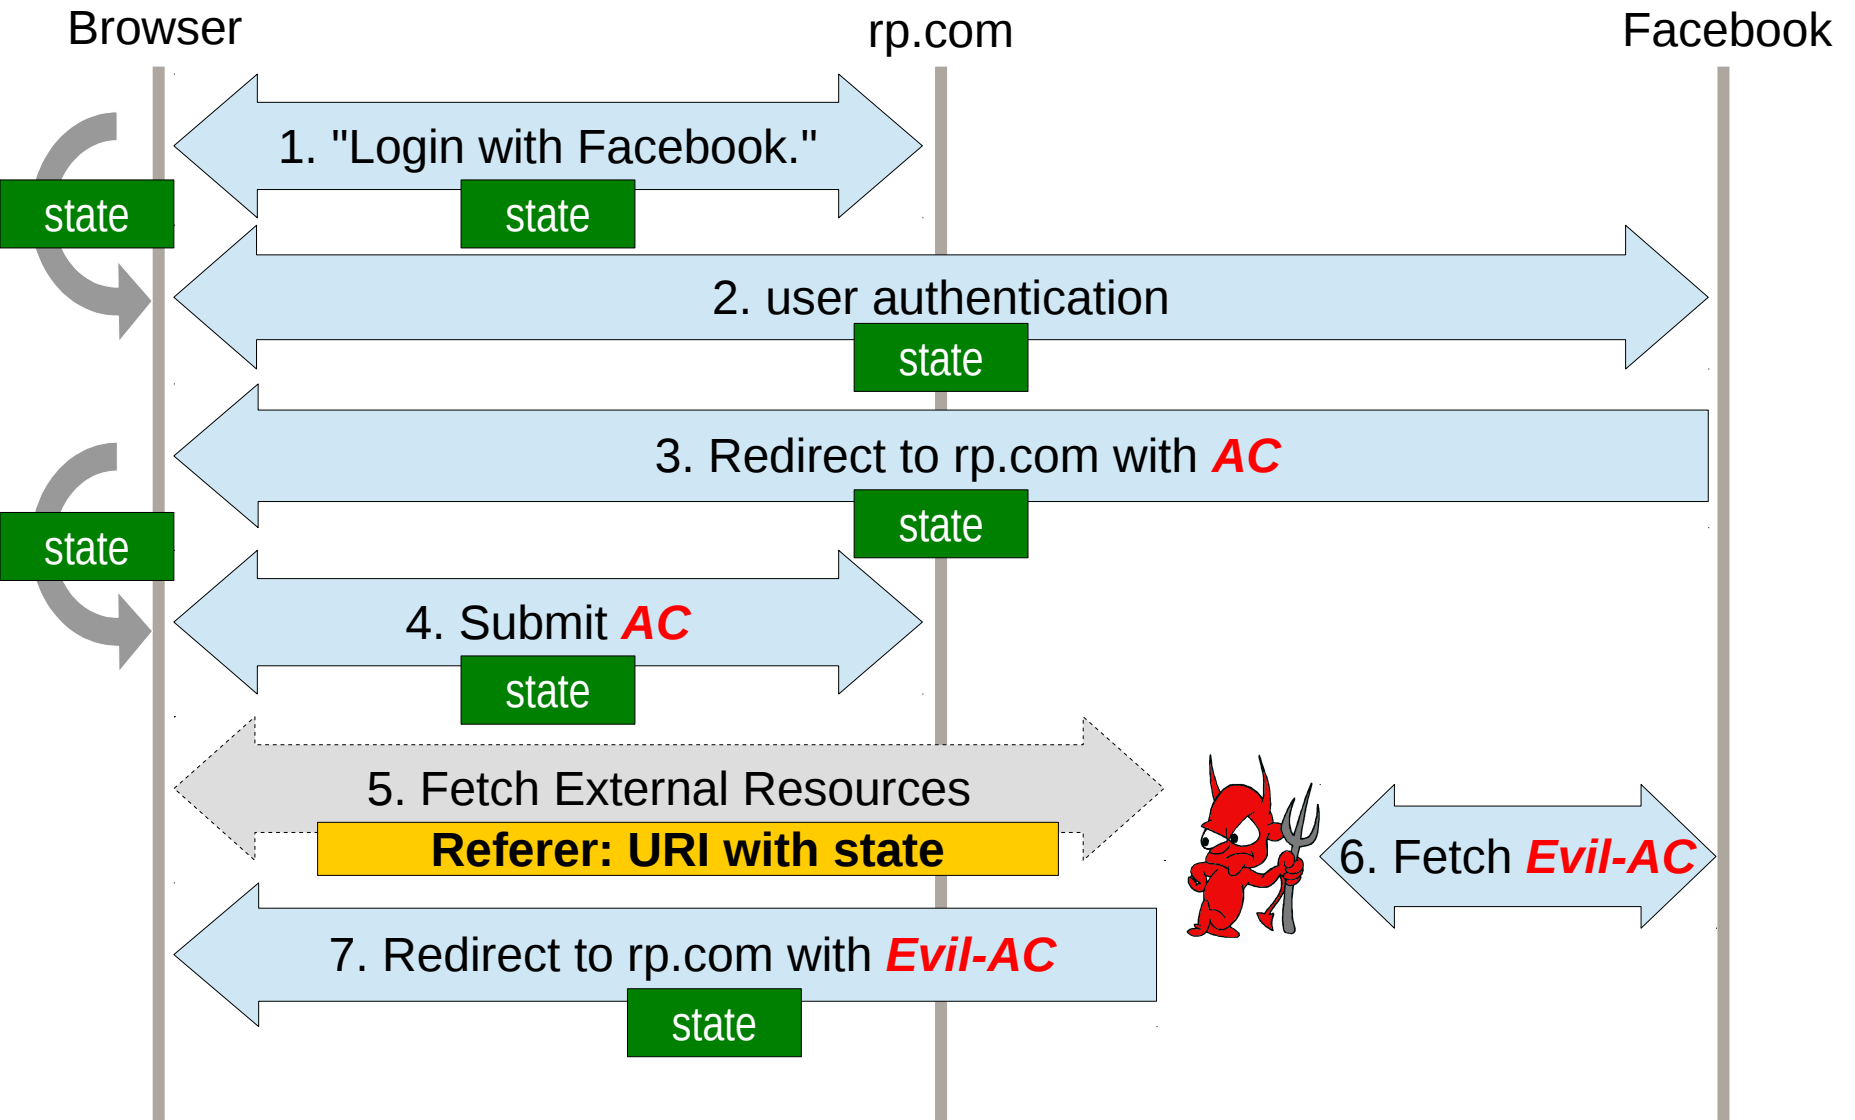 Browser
rp.com
Facebook
1. "Login with Facebook."
state
state
2. user authentication
state
3. Redirect to rp.com with AC
state
state
4. Submit AC
state
5. Fetch External Resources
Referer: URI with state
6. Fetch Evil-AC
7. Redirect to rp.com with Evil-AC
state